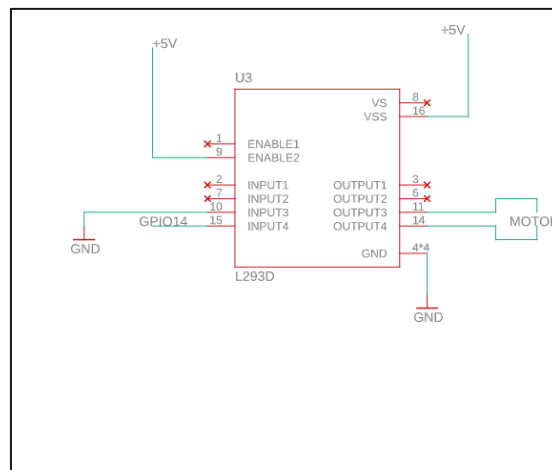 +5V
+5V
U3
VS 8
VSS 16
1 ENABLE1
9 ENABLE2
2 INPUT1 OUTPUT1 3
7 INPUT2 OUTPUT2 6
10 INPUT3 OUTPUT3 11
GPIO14 15 INPUT4 OUTPUT4 14
MOTOR
GND 4*4
GND
L293D
GND